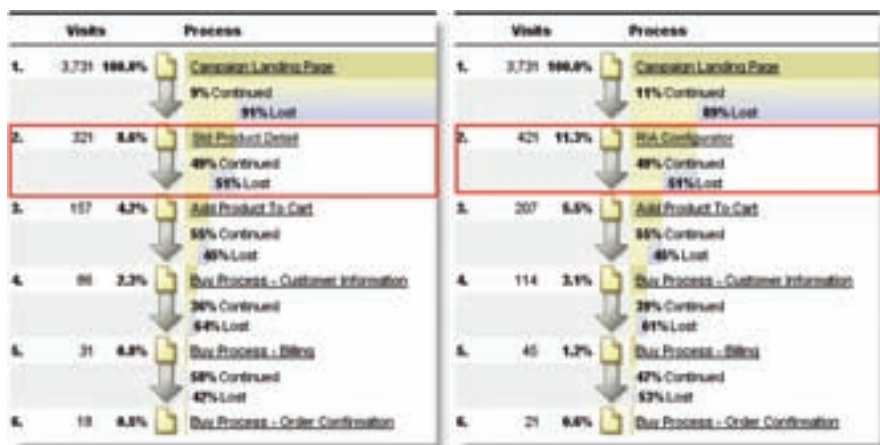 Visits Process
1. 3,731 100.0% Campaign Landing Page
9% Continued
91% Lost
2. 321 8.6% Std Product Detail
49% Continued
51% Lost
3. 157 4.2% Add Product To Cart
55% Continued
45% Lost
4. 86 2.3% Buy Process - Customer Information
36% Continued
64% Lost
5. 31 0.8% Buy Process - Billing
58% Continued
42% Lost
6. 18 0.5% Buy Process - Order Confirmation
Visits Process
1. 3,731 100.0% Campaign Landing Page
11% Continued
89% Lost
2. 421 11.3% RIA Configurator
49% Continued
51% Lost
3. 207 5.5% Add Product To Cart
55% Continued
45% Lost
4. 114 3.1% Buy Process - Customer Information
39% Continued
61% Lost
5. 45 1.2% Buy Process - Billing
47% Continued
53% Lost
6. 21 0.6% Buy Process - Order Confirmation